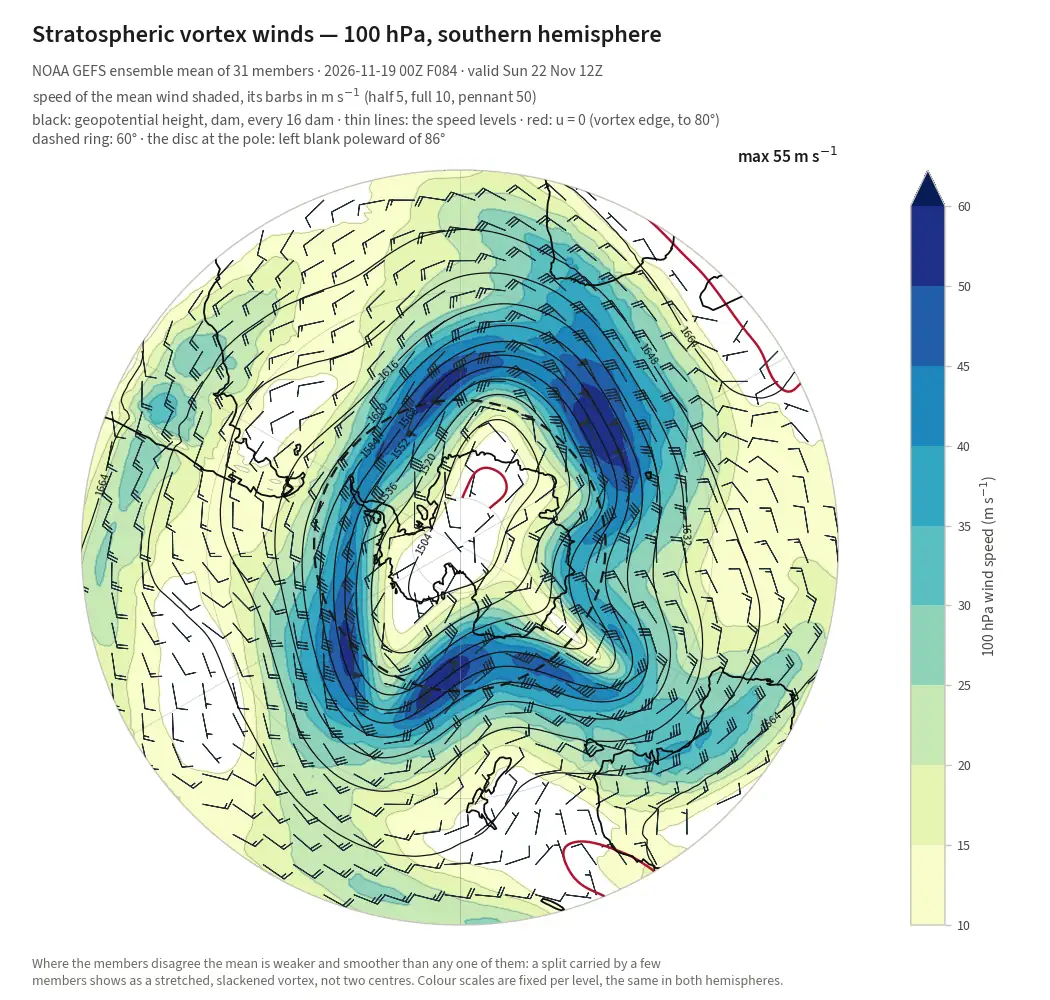 Stratospheric vortex winds — 100 hPa, southern hemisphere
NOAA GEFS ensemble mean of 31 members · 2026-11-19 00Z F084 · valid Sun 22 Nov 12Z
speed of the mean wind shaded, its barbs in m s⁻¹ (half 5, full 10, pennant 50)
black: geopotential height, dam, every 16 dam · thin lines: the speed levels · red: u = 0 (vortex edge, to 80°)
dashed ring: 60° · the disc at the pole: left blank poleward of 86°
max 55 m s⁻¹
60
50
45
40
35
30
25
20
15
10
100 hPa wind speed (m s⁻¹)
1616
1648
1600
1568
1584
1552
1520
1536
1504
1632
1664
1664
Where the members disagree the mean is weaker and smoother than any one of them: a split carried by a few
members shows as a stretched, slackened vortex, not two centres. Colour scales are fixed per level, the same in both hemispheres.